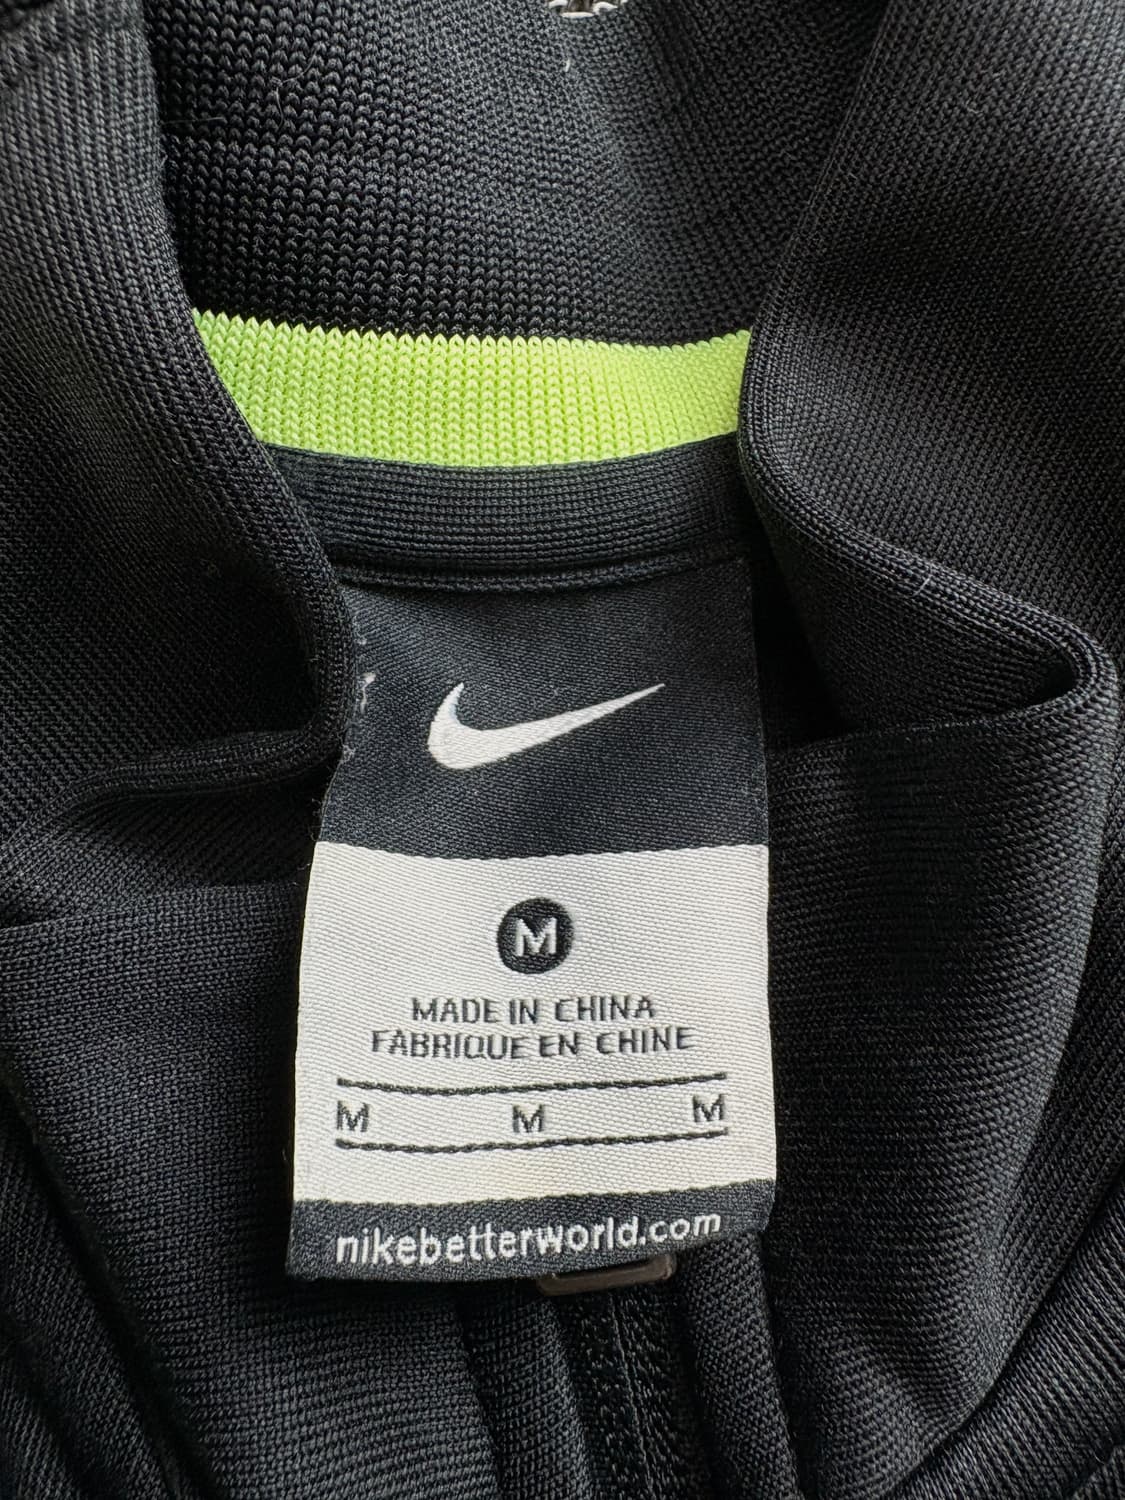 M
MADE IN CHINA
FABRIQUE EN CHINE
M M M
nikebetterworld.com